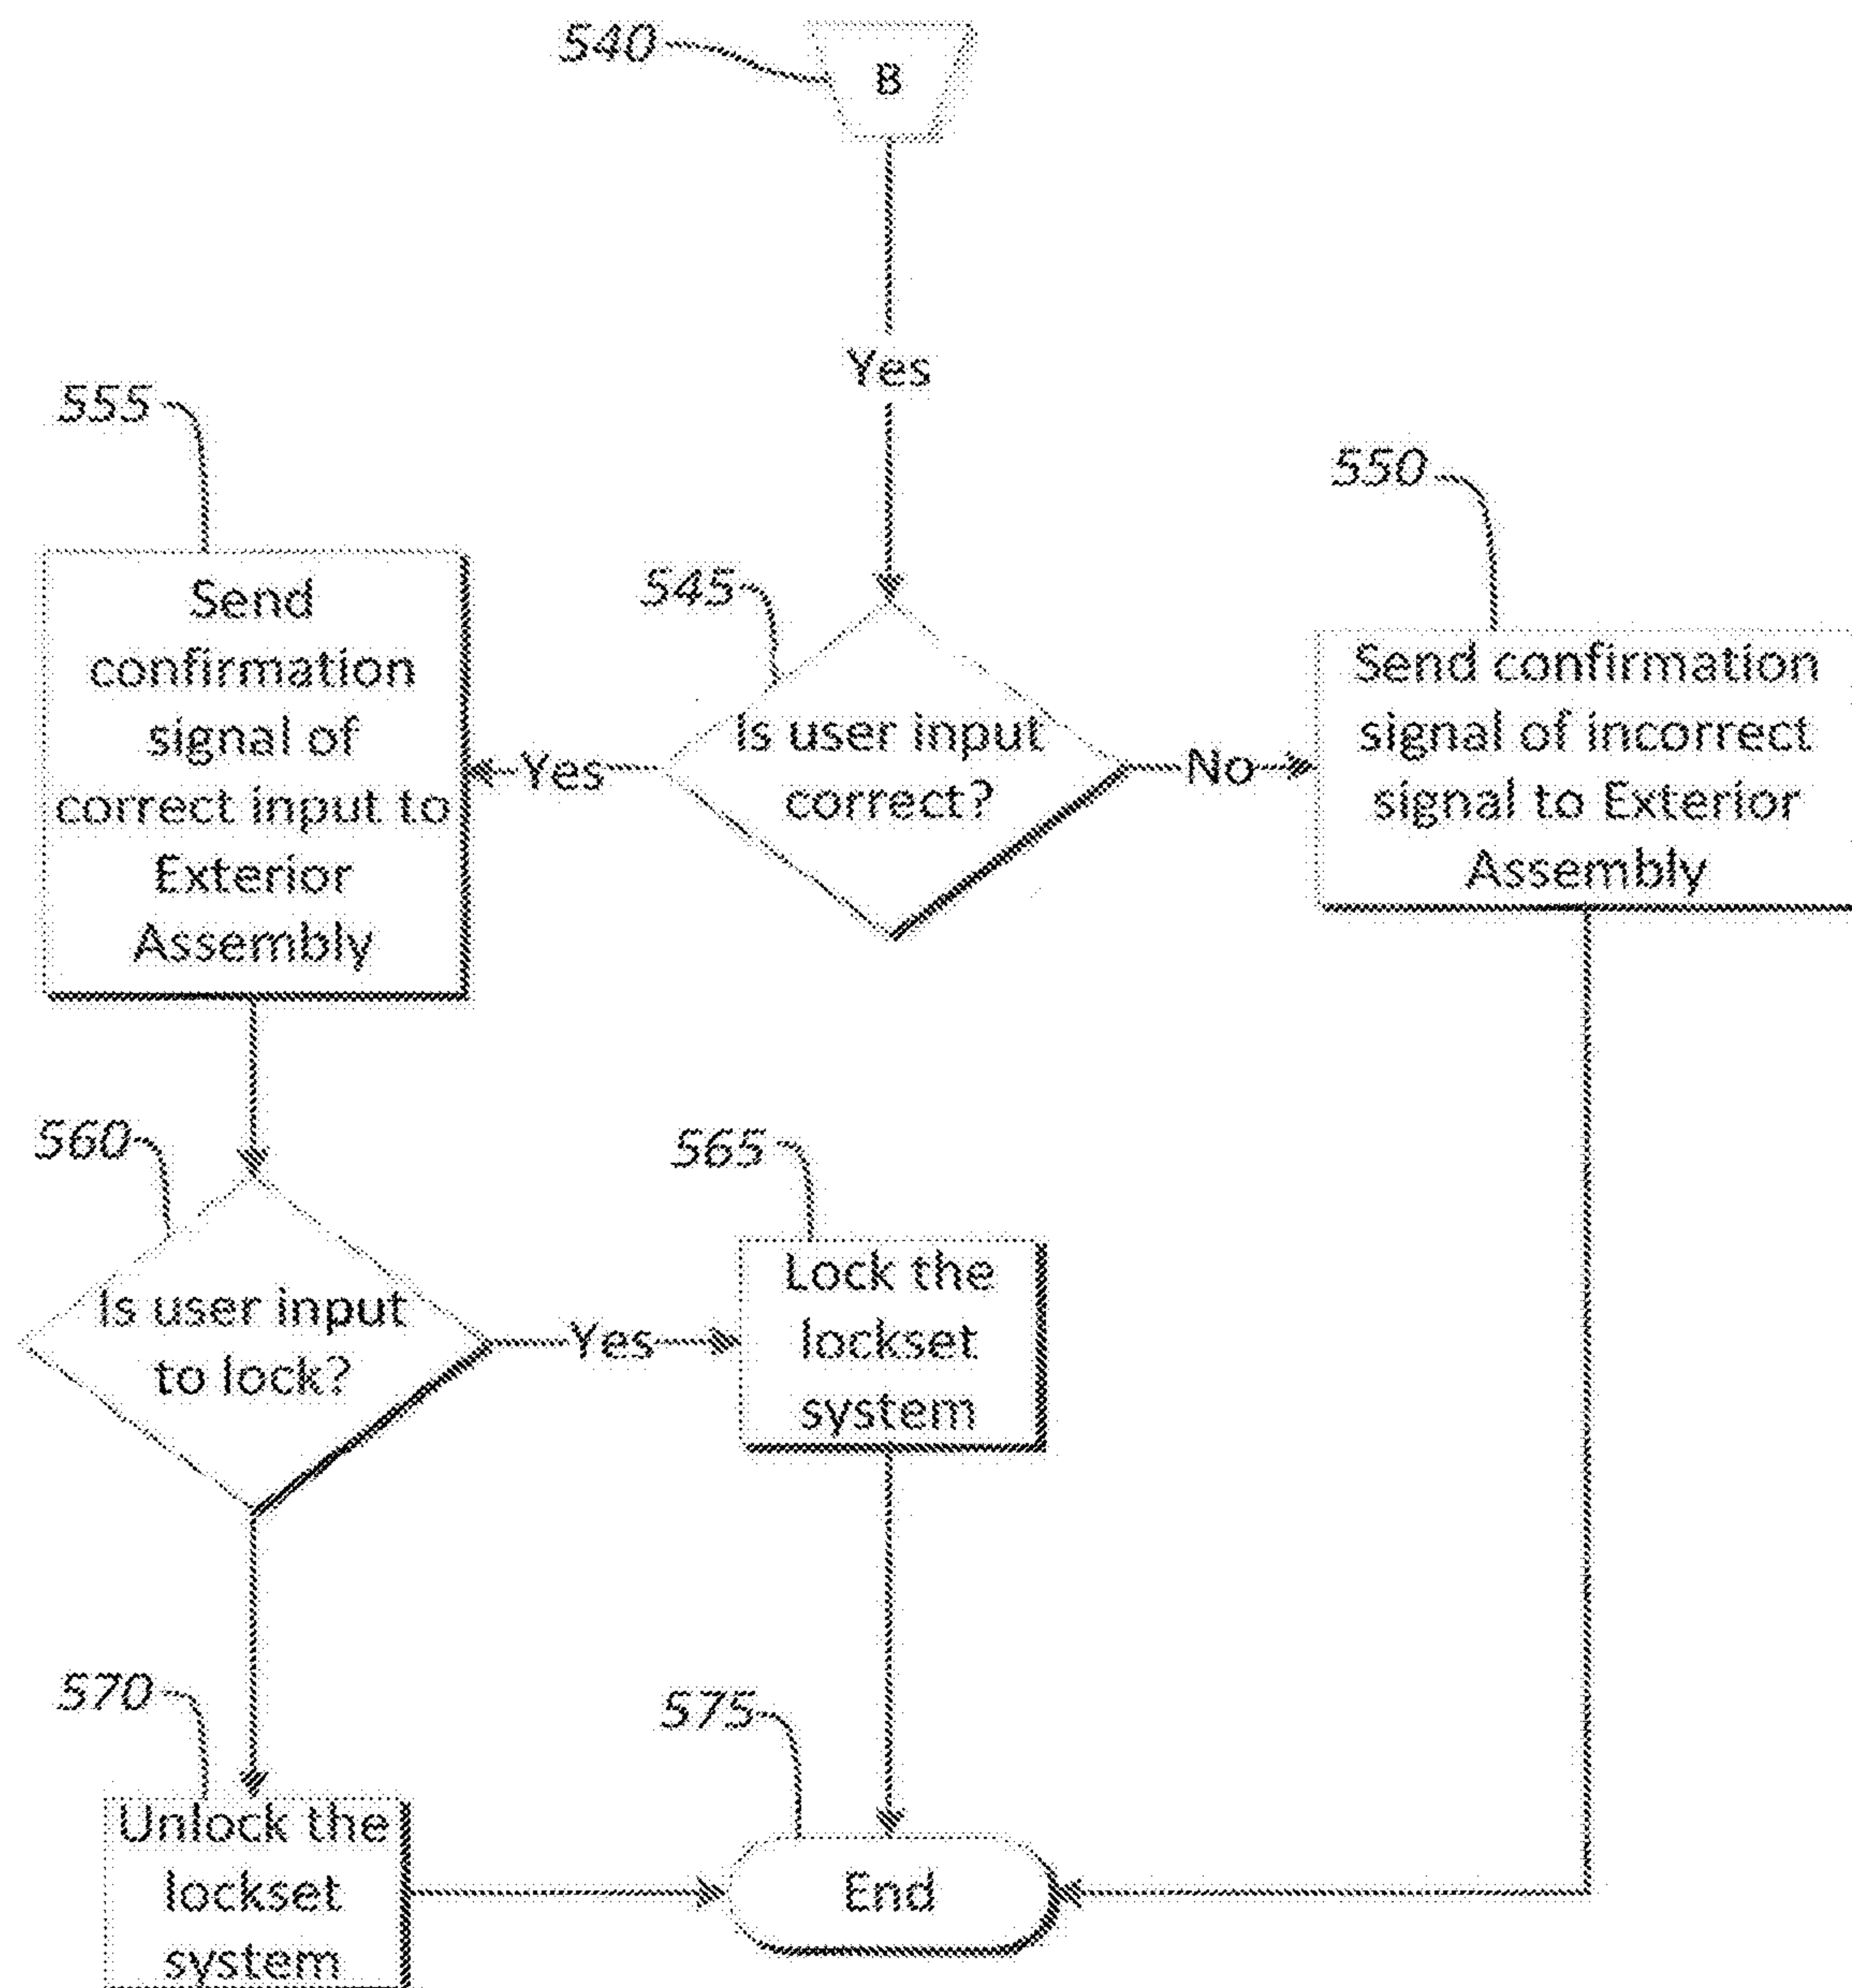 540
B
Yes
555
550
545
Send
confirmation
signal of
correct input to
Exterior
Assembly
Yes
Is user input
correct?
No
Send confirmation
signal of incorrect
signal to Exterior
Assembly
560
565
Is user input
to lock?
Yes
Lock the
lockset
system
570
575
Unlock the
lockset
system
End